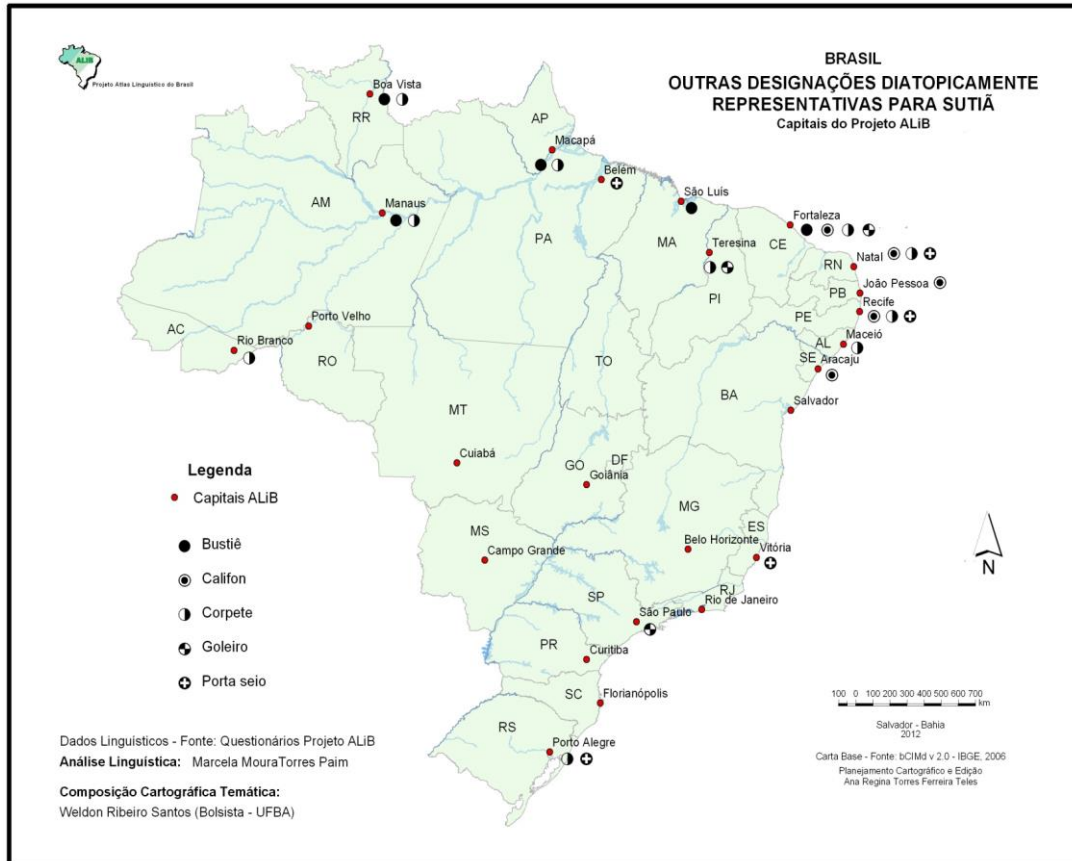 ALiB
Projeto Atlas Linguístico do Brasil
BRASIL
OUTRAS DESIGNAÇÕES DIATOPICAMENTE
REPRESENTATIVAS PARA SUTIÃ
Capitais do Projeto ALiB
Boa Vista
RR
AP
Macapá
Belém
São Luís
Fortaleza
AM
Manaus
PA
MA
Teresina
CE
Natal
RN
João Pessoa
PB
PI
Recife
PE
AC
Porto Velho
Maceió
AL
Rio Branco
RO
TO
SE
Aracaju
BA
Salvador
MT
Cuiabá
GO
DF
Goiânia
MG
MS
Campo Grande
Belo Horizonte
ES
Vitória
RJ
Rio de Janeiro
SP
São Paulo
PR
Curitiba
SC
Florianópolis
RS
Porto Alegre
Legenda
Capitais ALiB
Bustiê
Califon
Corpete
Goleiro
Porta seio
N
100 0 100 200 300 400 500 600 700
km
Salvador - Bahia
2012
Carta Base - Fonte: bCIMd v 2.0 - IBGE, 2006
Planejamento Cartográfico e Edição
Ana Regina Torres Ferreira Teles
Dados Linguisticos - Fonte: Questionários Projeto ALiB
Análise Linguística: Marcela MouraTorres Paim
Composição Cartográfica Temática:
Weldon Ribeiro Santos (Bolsista - UFBA)